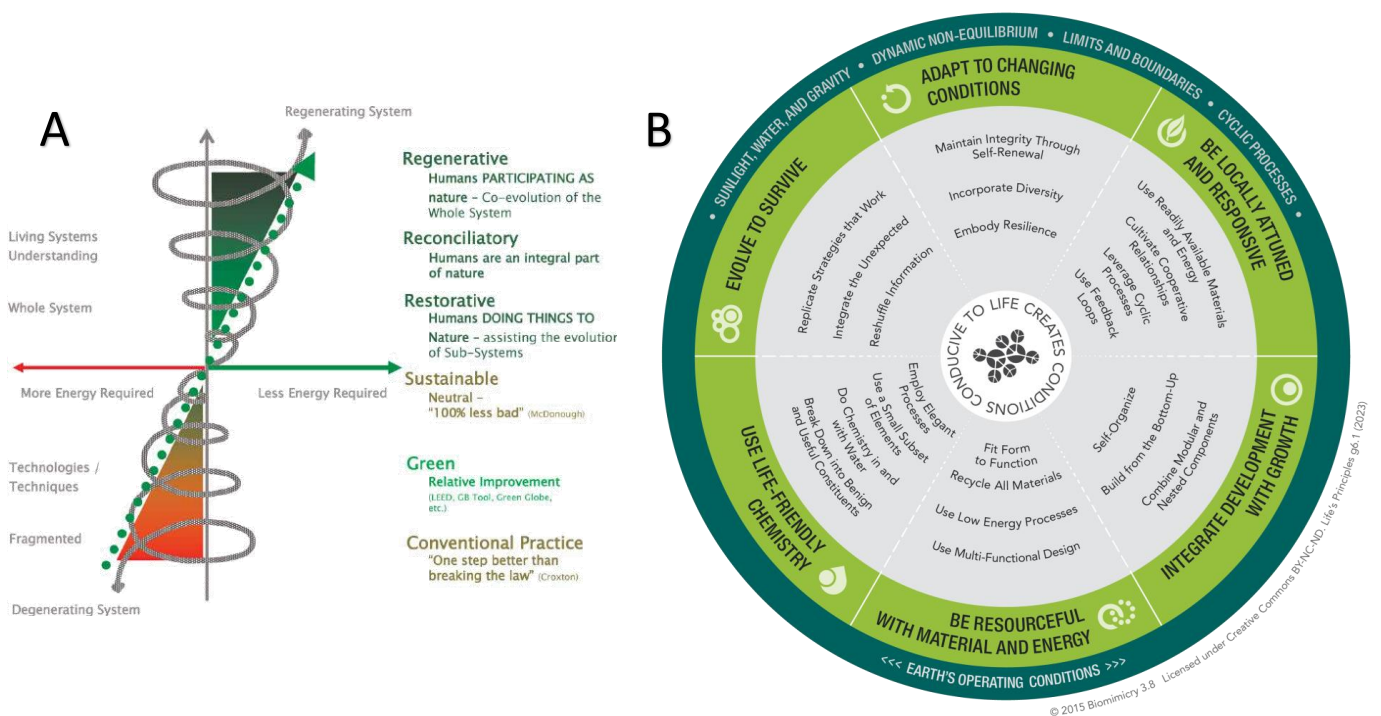 A
Regenerating System
Living Systems
Understanding
Whole System
More Energy Required
Less Energy Required
Technologies /
Techniques
Fragmented
Degenerating System
Regenerative
Humans PARTICIPATING AS
nature – Co-evolution of the
Whole System
Reconciliatory
Humans are an integral part
of nature
Restorative
Humans DOING THINGS TO
Nature – assisting the evolution
of Sub-Systems
Sustainable
Neutral –
"100% less bad" (McDonough)
Green
Relative Improvement
(LEED, GB Tool, Green Globe,
etc.)
Conventional Practice
"One step better than
breaking the law" (Croxton)
B
• SUNLIGHT, WATER, AND GRAVITY • DYNAMIC NON-EQUILIBRIUM • LIMITS AND BOUNDARIES • CYCLIC PROCESSES •
ADAPT TO CHANGING
CONDITIONS
Maintain Integrity Through
Self-Renewal
Incorporate Diversity
Embody Resilience
BE LOCALLY ATTUNED
AND RESPONSIVE
Use Readily Available Materials
and Energy
Cultivate Cooperative
Relationships
Leverage Cyclic
Processes
Use Feedback
Loops
INTEGRATE DEVELOPMENT
WITH GROWTH
Self-Organize
Build from the Bottom-Up
Combine Modular and
Nested Components
BE RESOURCEFUL
WITH MATERIAL AND ENERGY
Fit Form
to Function
Recycle All Materials
Use Low Energy Processes
Use Multi-Functional Design
USE LIFE-FRIENDLY
CHEMISTRY
Employ Elegant
Processes
Use a Small Subset
of Elements
Do Chemistry in and
with Water
Break Down into Benign
and Useful Constituents
EVOLVE TO SURVIVE
Replicate Strategies that Work
Integrate the Unexpected
Reshuffle Information
LIFE CREATES CONDITIONS CONDUCIVE TO
<<< EARTH'S OPERATING CONDITIONS >>>
© 2015 Biomimicry 3.8 Licensed under Creative Commons BY-NC-ND. Life's Principles g6.1 (2023)